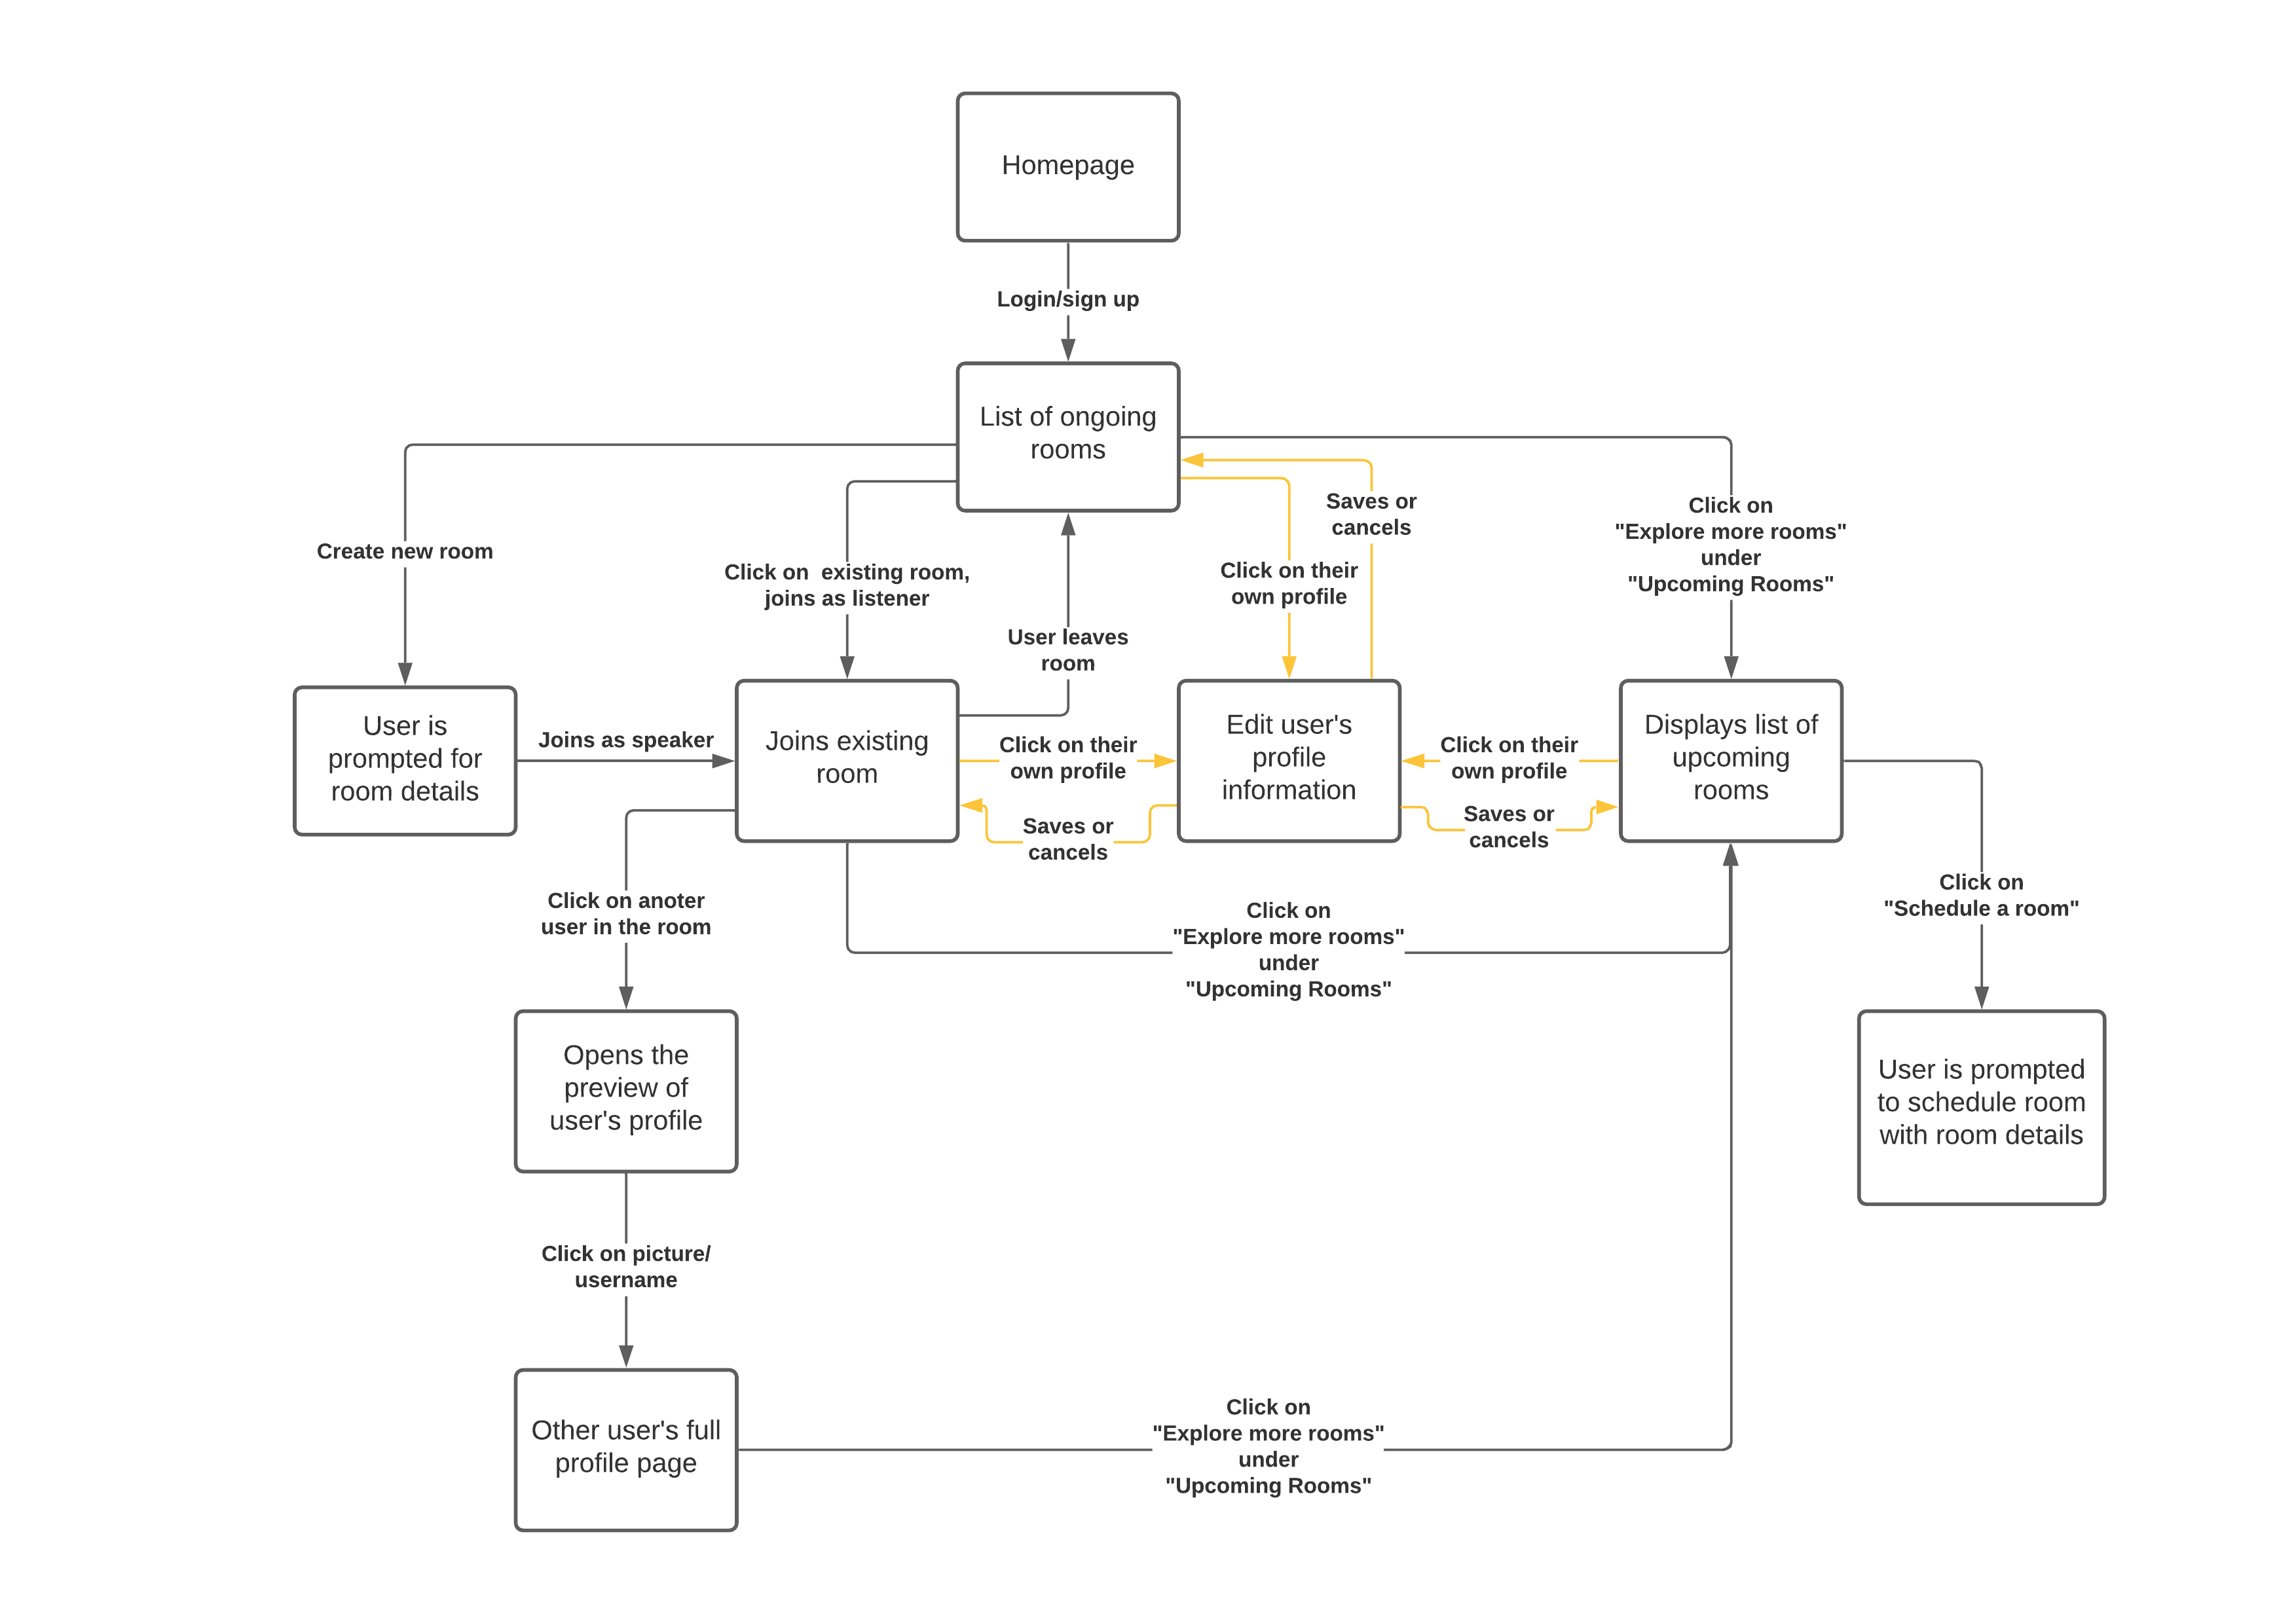 Homepage
Login/sign up
List of ongoing
rooms
Create new room
Click on  existing room,
joins as listener
User leaves
room
Click on their
own profile
Saves or
cancels
Click on
"Explore more rooms"
under
"Upcoming Rooms"
User is
prompted for
room details
Joins as speaker
Joins existing
room
Click on their
own profile
Saves or
cancels
Edit user's
profile
information
Click on their
own profile
Saves or
cancels
Displays list of
upcoming
rooms
Click on anoter
user in the room
Click on
"Explore more rooms"
under
"Upcoming Rooms"
Click on
"Schedule a room"
Opens the
preview of
user's profile
User is prompted
to schedule room
with room details
Click on picture/
username
Other user's full
profile page
Click on
"Explore more rooms"
under
"Upcoming Rooms"